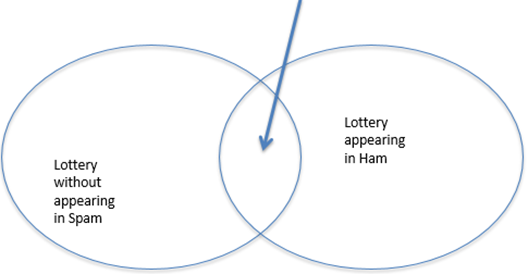 Lottery
without
appearing
in Spam
Lottery
appearing
in Ham